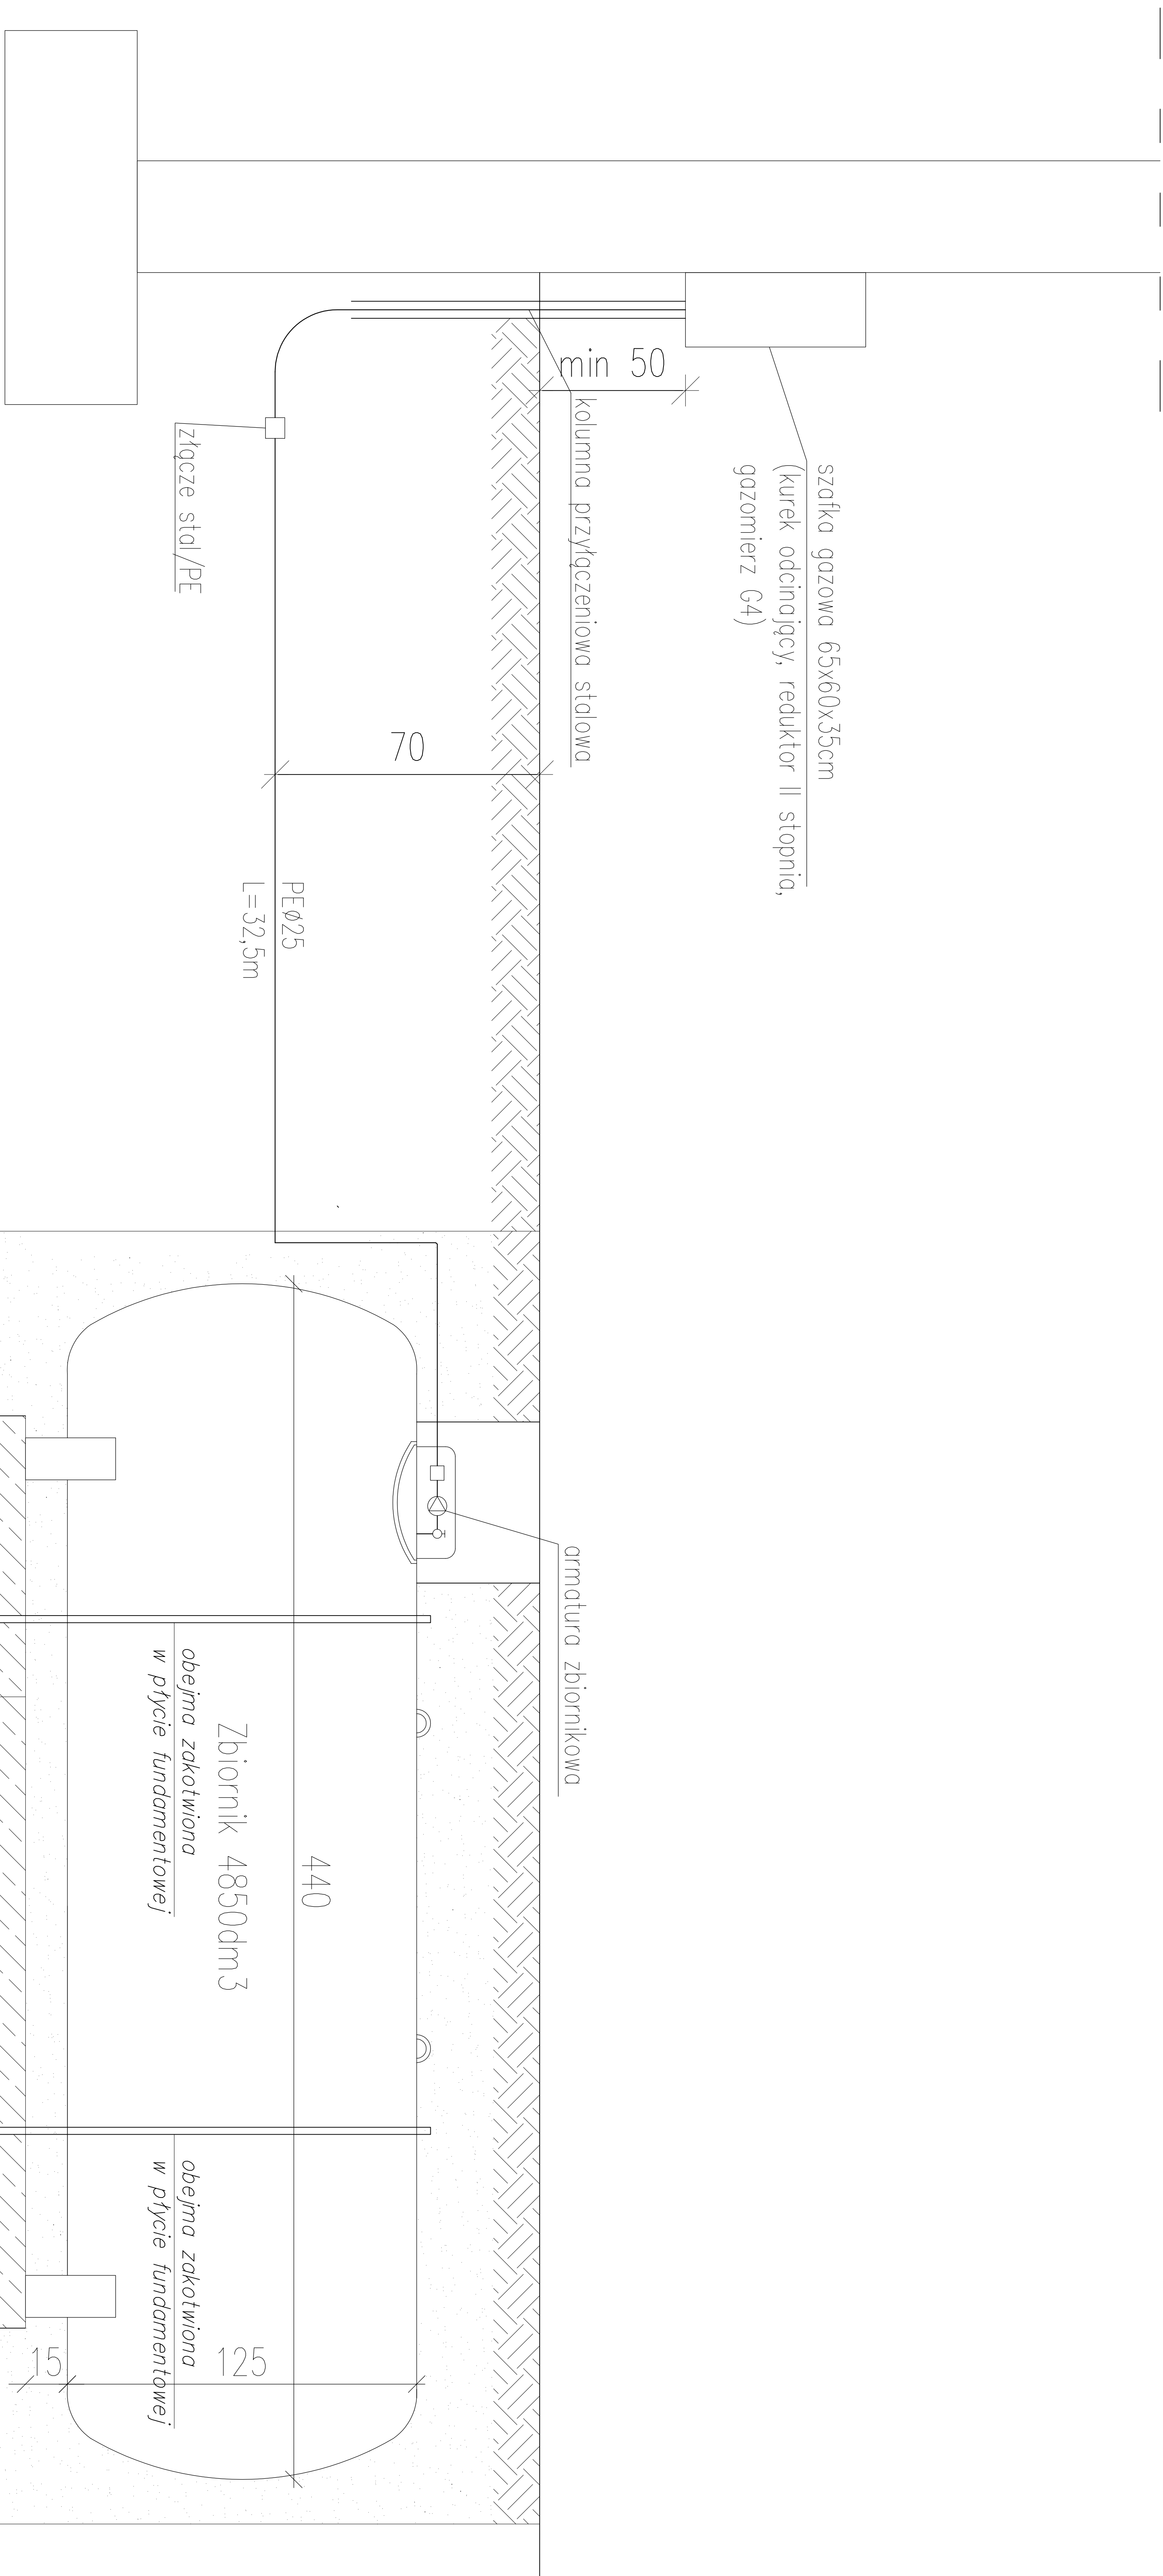 szafka gazowa 65x60x35cm
(kurek odcinający, reduktor II stopnia,
gazomierz G4)
min 50
kolumna przyłączeniowa stalowa
złącze stal/PE
70
PEø25
L=32,5m
armatura zbiornikowa
440
Zbiornik 4850dm3
obejma zakotwiona
w płycie fundamentowej
obejma zakotwiona
w płycie fundamentowej
125
15